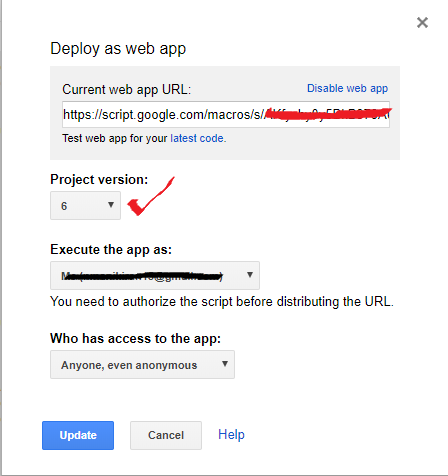 Deploy as web app
Current web app URL:
Disable web app
https://script.google.com/macros/s/
Test web app for your latest code.
Project version:
6
Execute the app as:
You need to authorize the script before distributing the URL.
Who has access to the app:
Anyone, even anonymous
Update
Cancel
Help